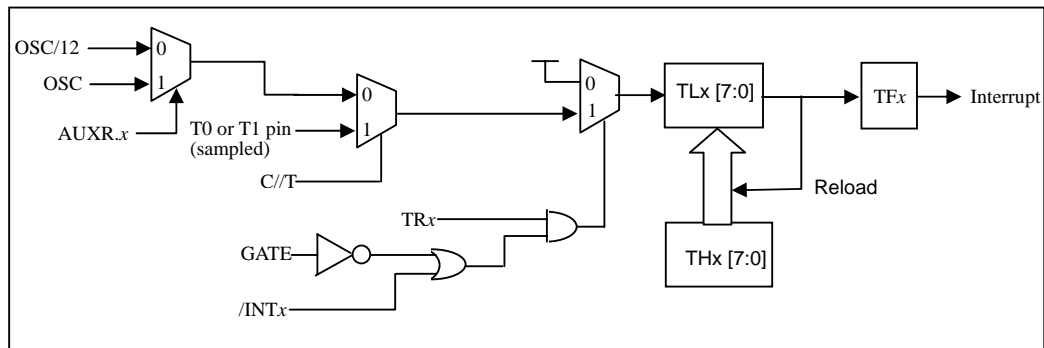 OSC/12
0
OSC
1
AUXR.x
0
T0 or T1 pin
(sampled)
1
C//T
0
1
TLx [7:0]
TFx
Interrupt
Reload
TRx
GATE
/INTx
THx [7:0]